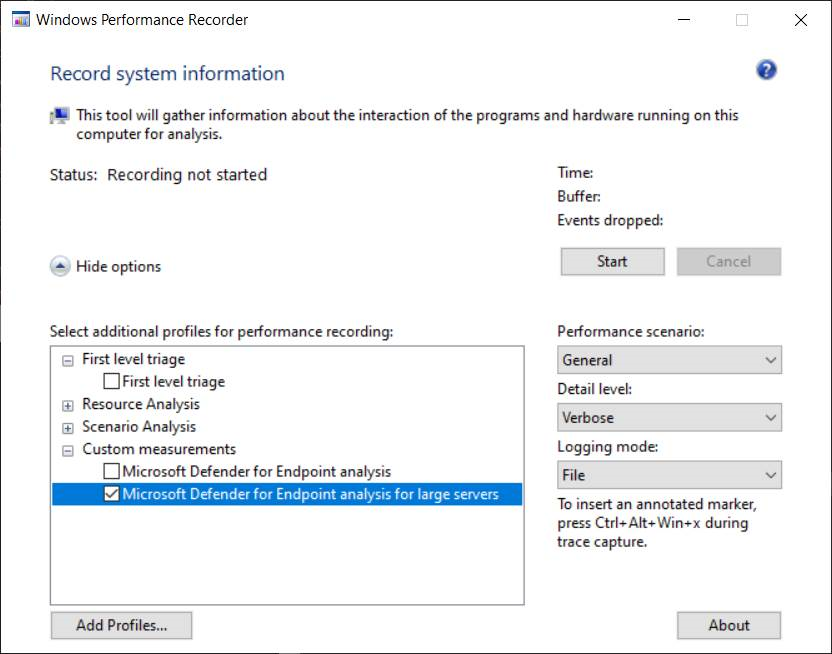 Windows Performance Recorder
Record system information
This tool will gather information about the interaction of the programs and hardware running on this
computer for analysis.
Status: Recording not started
Time:
Buffer:
Events dropped:
Hide options
Start
Cancel
Select additional profiles for performance recording:
First level triage
First level triage
Resource Analysis
Scenario Analysis
Custom measurements
Microsoft Defender for Endpoint analysis
Microsoft Defender for Endpoint analysis for large servers
Performance scenario:
General
Detail level:
Verbose
Logging mode:
File
To insert an annotated marker,
press Ctrl+Alt+Win+x during
trace capture.
Add Profiles...
About